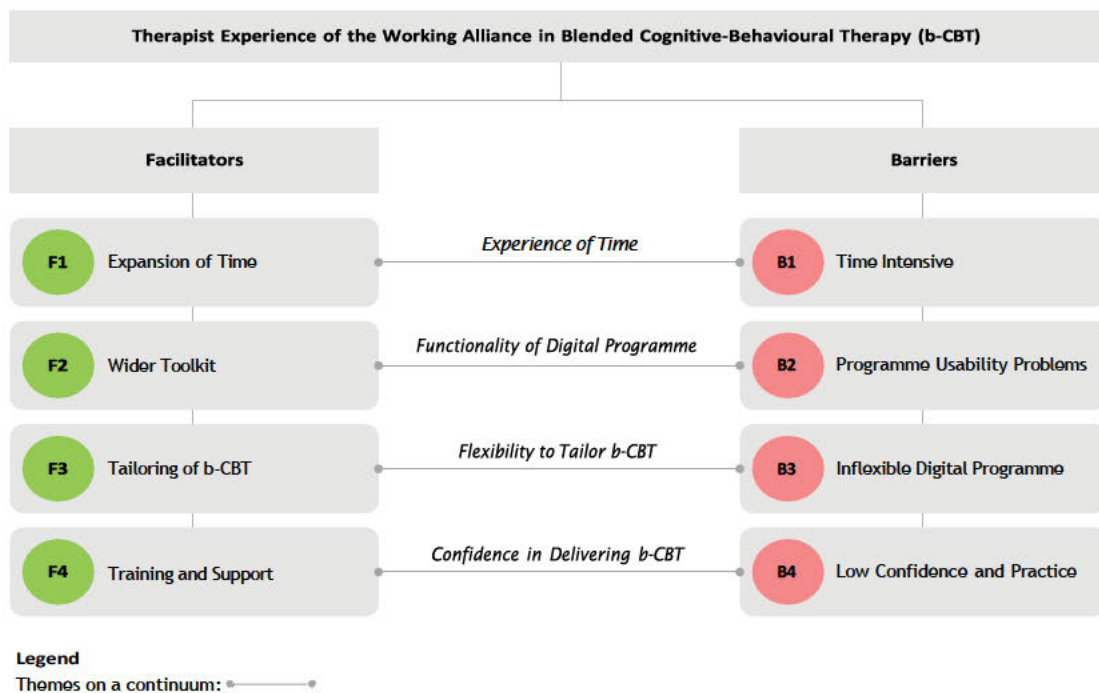 Therapist Experience of the Working Alliance in Blended Cognitive-Behavioural Therapy (b-CBT)
Facilitators
Barriers
F1 Expansion of Time
Experience of Time
B1 Time Intensive
F2 Wider Toolkit
Functionality of Digital Programme
B2 Programme Usability Problems
F3 Tailoring of b-CBT
Flexibility to Tailor b-CBT
B3 Inflexible Digital Programme
F4 Training and Support
Confidence in Delivering b-CBT
B4 Low Confidence and Practice
Legend
Themes on a continuum: